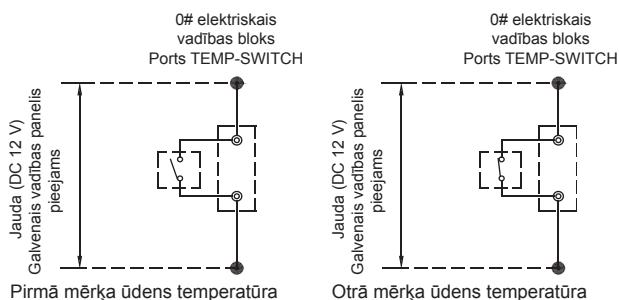 0# elektriskais
vadības bloks
Ports TEMP-SWITCH
Jauda (DC 12 V)
Galvenais vadības panelis
pieejams
Pirmā mērķa ūdens temperatūra
0# elektriskais
vadības bloks
Ports TEMP-SWITCH
Jauda (DC 12 V)
Galvenais vadības panelis
pieejams
Otrā mērķa ūdens temperatūra